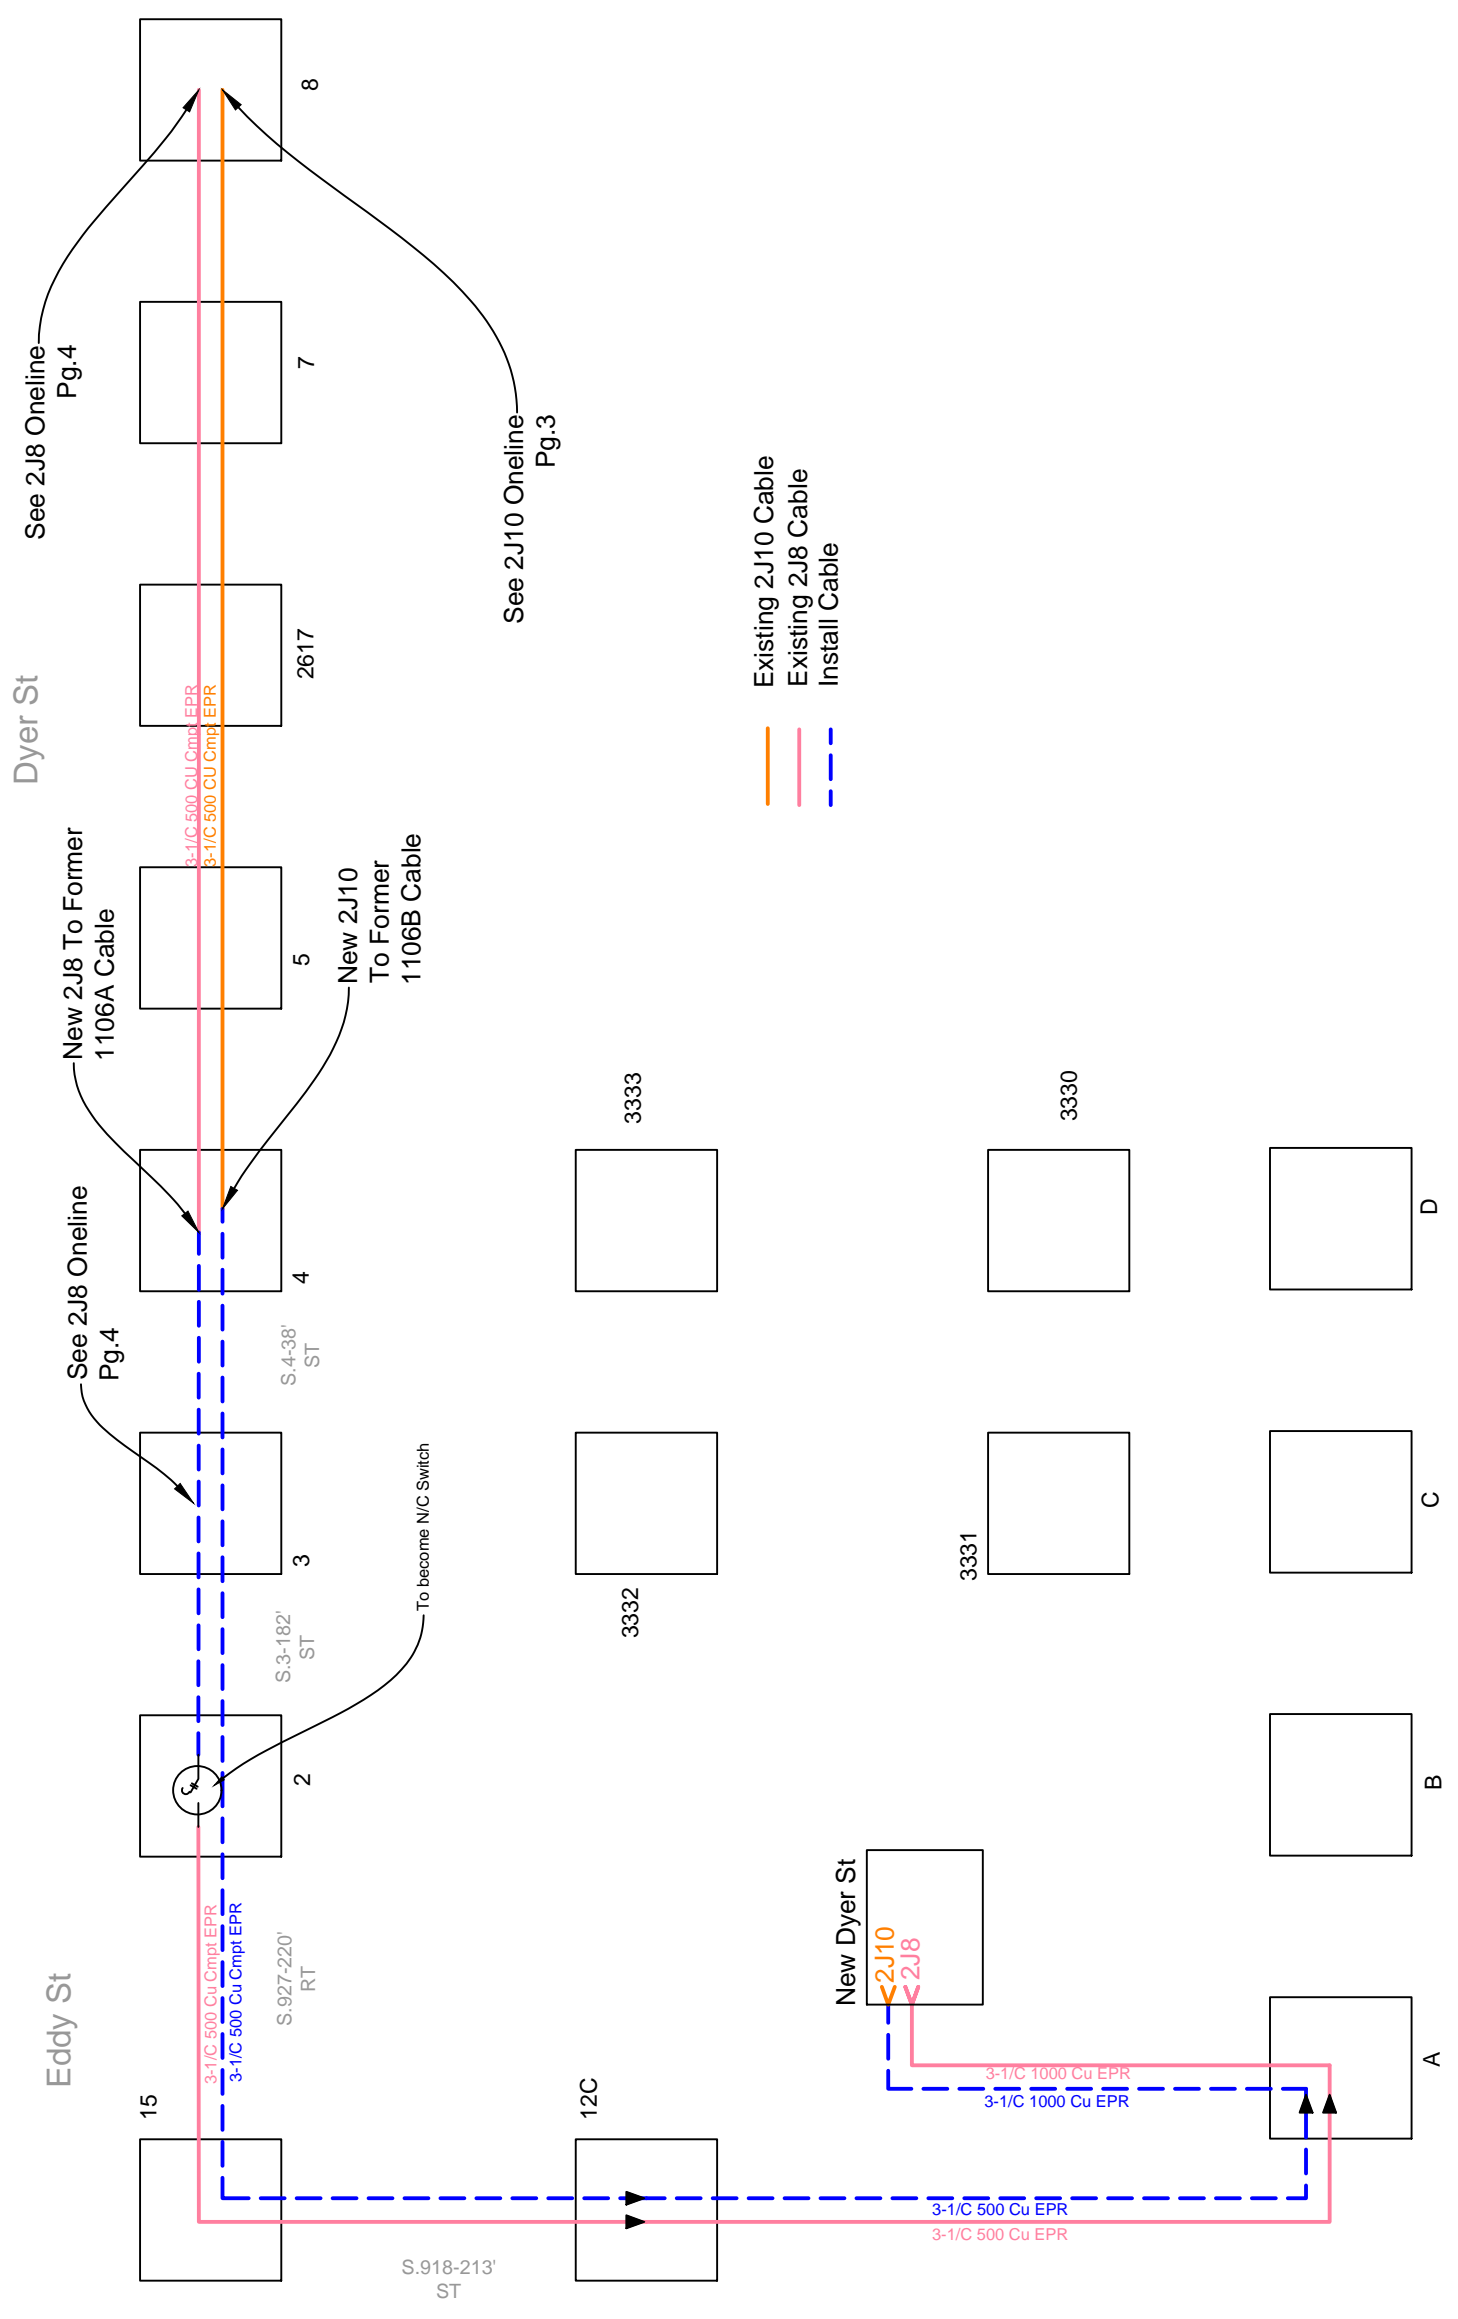 8
See 2J8 Oneline
Pg.4
7
See 2J10 Oneline
Pg.3
2617
Dyer St
3-1/C 500 CU Cmpt EPR
3-1/C 500 CU Cmpt EPR
Existing 2J10 Cable
Existing 2J8 Cable
Install Cable
New 2J8 To Former
1106A Cable
5
New 2J10
To Former
1106B Cable
4
3333
3330
D
See 2J8 Oneline
Pg.4
S.4-38'
ST
3
3332
3331
C
To become N/C Switch
S.3-182'
ST
2
B
Eddy St
3-1/C 500 Cu Cmpt EPR
3-1/C 500 Cu Cmpt EPR
S.927-220'
RT
New Dyer St
2J10
2J8
15
12C
A
3-1/C 1000 Cu EPR
3-1/C 1000 Cu EPR
3-1/C 500 Cu EPR
3-1/C 500 Cu EPR
S.918-213'
ST